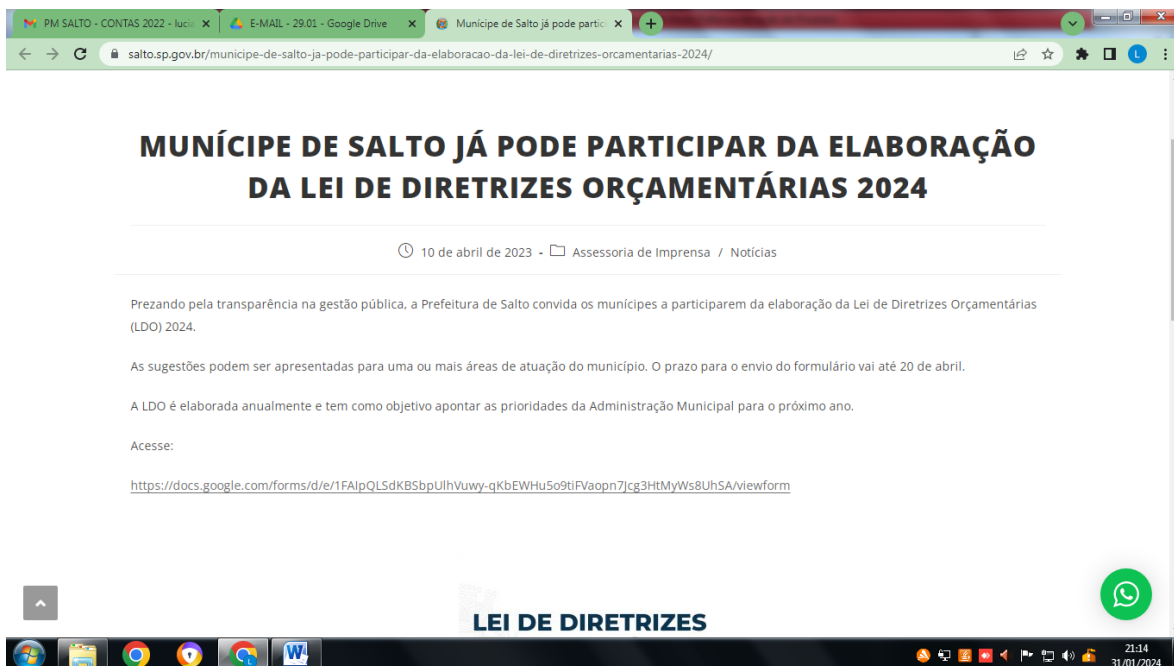 PM SALTO - CONTAS 2022 - lucia
E-MAIL - 29.01 - Google Drive
Munícipe de Salto já pode partic
salto.sp.gov.br/municipe-de-salto-ja-pode-participar-da-elaboracao-da-lei-de-diretrizes-orcamentarias-2024/
L
MUNÍCIPE DE SALTO JÁ PODE PARTICIPAR DA ELABORAÇÃO
DA LEI DE DIRETRIZES ORÇAMENTÁRIAS 2024
10 de abril de 2023 - Assessoria de Imprensa / Notícias
Prezando pela transparência na gestão pública, a Prefeitura de Salto convida os munícipes a participarem da elaboração da Lei de Diretrizes Orçamentárias
(LDO) 2024.
As sugestões podem ser apresentadas para uma ou mais áreas de atuação do município. O prazo para o envio do formulário vai até 20 de abril.
A LDO é elaborada anualmente e tem como objetivo apontar as prioridades da Administração Municipal para o próximo ano.
Acesse:
https://docs.google.com/forms/d/e/1FAIpQLSdKBSbpUlhVuwy-qKbEWHu5o9tiFVaopn7Jcg3HtMyWs8UhSA/viewform
LEI DE DIRETRIZES
W
21:14
31/01/2024